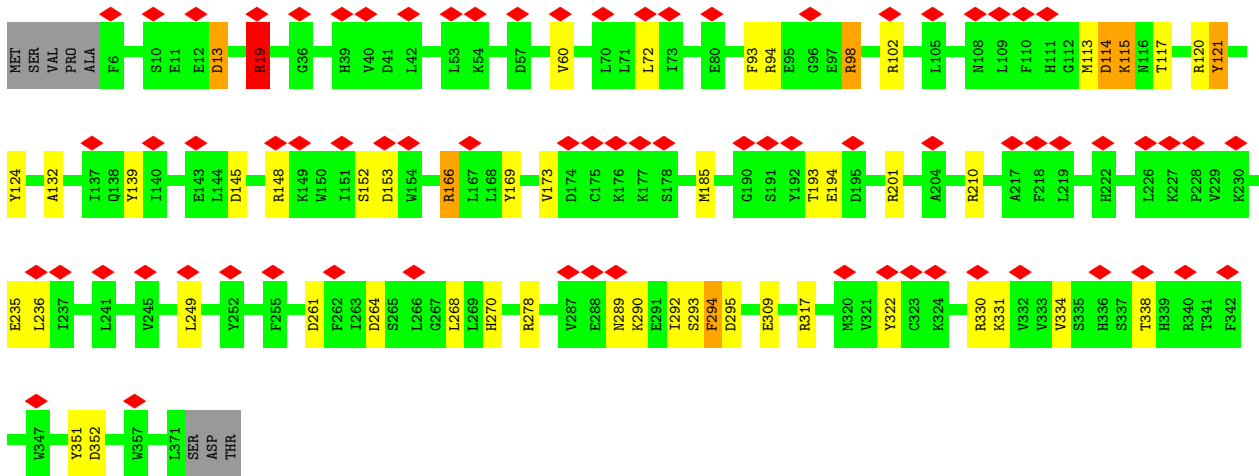 MET SER VAL PRO ALA F6 S10 E11 E12 D13 R19 G36 H39 V40 D41 L42 L53 K54 D57 V60 L70 L71 L72 I73 E80 F93 R94 E95 G96 E97 R98 R102 L105 N108 L109 F110 H111 G112 M113 D114 K115 N116 T117 R120 Y121
Y124 A132 I137 Q138 Y139 I140 E143 L144 D145 R148 K149 W150 I151 S152 D153 W154 R166 L167 L168 Y169 V173 D174 C175 K176 K177 S178 M185 G190 S191 Y192 T193 E194 D195 R201 A204 R210 A217 F218 L219 H222 L226 K227 P228 V229 K230
E235 L236 I237 L241 V245 L249 Y252 F255 D261 F262 I263 D264 S265 L266 G267 L268 L269 H270 R278 V287 E288 N289 K290 E291 I292 S293 F294 D295 E309 R317 M320 V321 Y322 C323 K324 R330 K331 V332 V333 V334 S335 H336 S337 T338 H339 R340 T341 F342
W347 Y351 D352 W357 L371 SER ASP THR